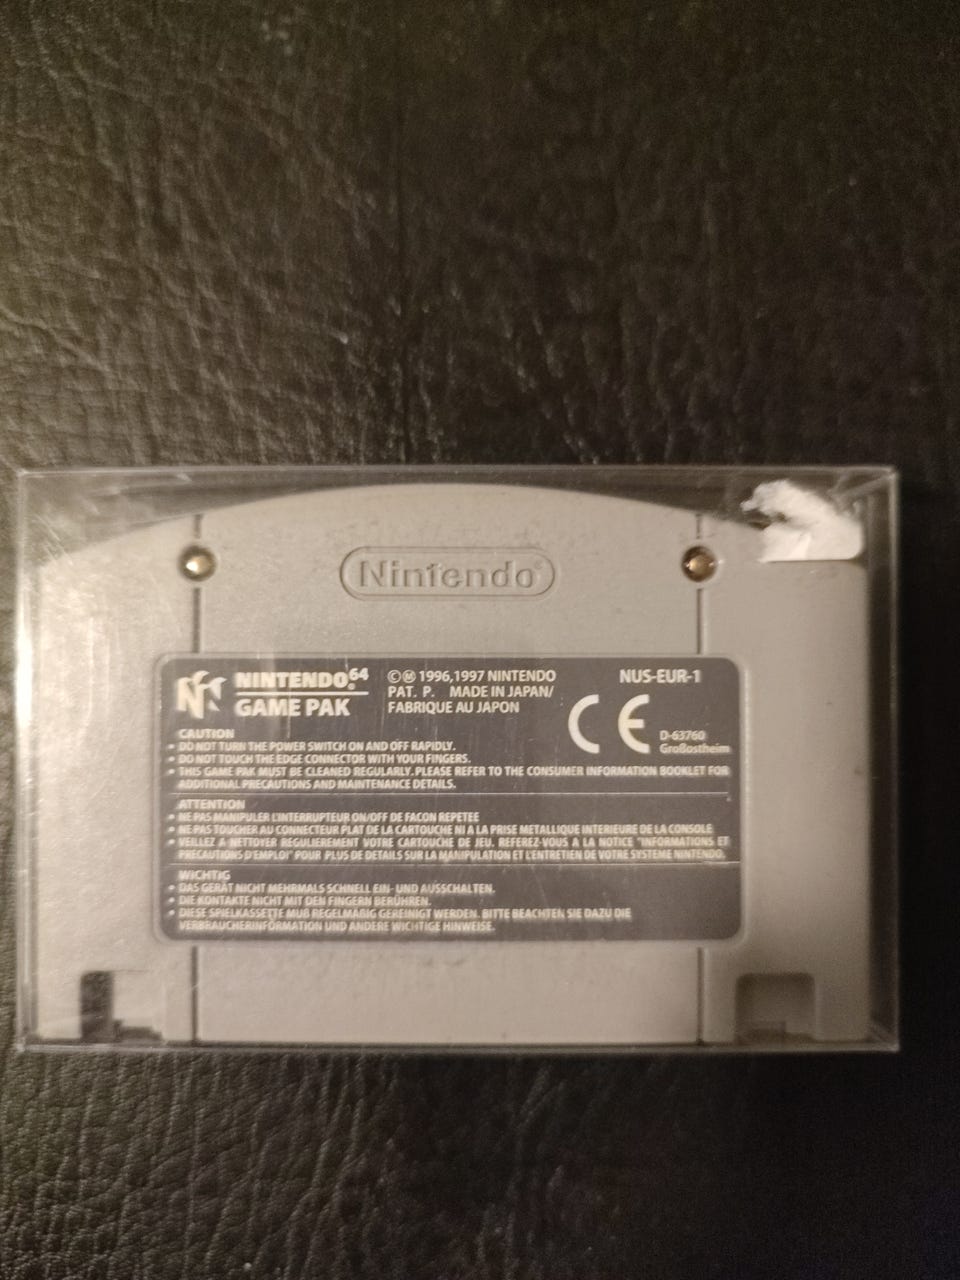 Nintendo®
NINTENDO®64
GAME PAK
©Ⓜ 1996,1997 NINTENDO
PAT. P. MADE IN JAPAN/
FABRIQUE AU JAPON
NUS-EUR-1
CE
D-63760
Großostheim
CAUTION
• DO NOT TURN THE POWER SWITCH ON AND OFF RAPIDLY.
• DO NOT TOUCH THE EDGE CONNECTOR WITH YOUR FINGERS.
• THIS GAME PAK MUST BE CLEANED REGULARLY. PLEASE REFER TO THE CONSUMER INFORMATION BOOKLET FOR
ADDITIONAL PRECAUTIONS AND MAINTENANCE DETAILS.
ATTENTION
• NE PAS MANIPULER L'INTERRUPTEUR ON/OFF DE FACON REPETEE
• NE PAS TOUCHER AU CONNECTEUR PLAT DE LA CARTOUCHE NI A LA PRISE METALLIQUE INTERIEURE DE LA CONSOLE
• VEILLEZ A NETTOYER REGULIEREMENT VOTRE CARTOUCHE DE JEU. REFEREZ-VOUS A LA NOTICE "INFORMATIONS ET
PRECAUTIONS D'EMPLOI" POUR PLUS DE DETAILS SUR LA MANIPULATION ET L'ENTRETIEN DE VOTRE SYSTEME NINTENDO.
WICHTIG
• DAS GERÄT NICHT MEHRMALS SCHNELL EIN- UND AUSSCHALTEN.
• DIE KONTAKTE NICHT MIT DEN FINGERN BERÜHREN.
• DIESE SPIELKASSETTE MUß REGELMÄßIG GEREINIGT WERDEN. BITTE BEACHTEN SIE DAZU DIE
VERBRAUCHERINFORMATION UND ANDERE WICHTIGE HINWEISE.